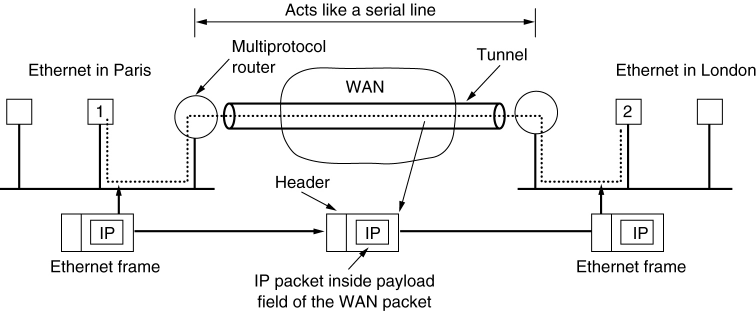 Acts like a serial line
Multiprotocol
router
Tunnel
Ethernet in Paris
WAN
Ethernet in London
1
2
Header
IP
IP
IP
Ethernet frame
IP packet inside payload
field of the WAN packet
Ethernet frame